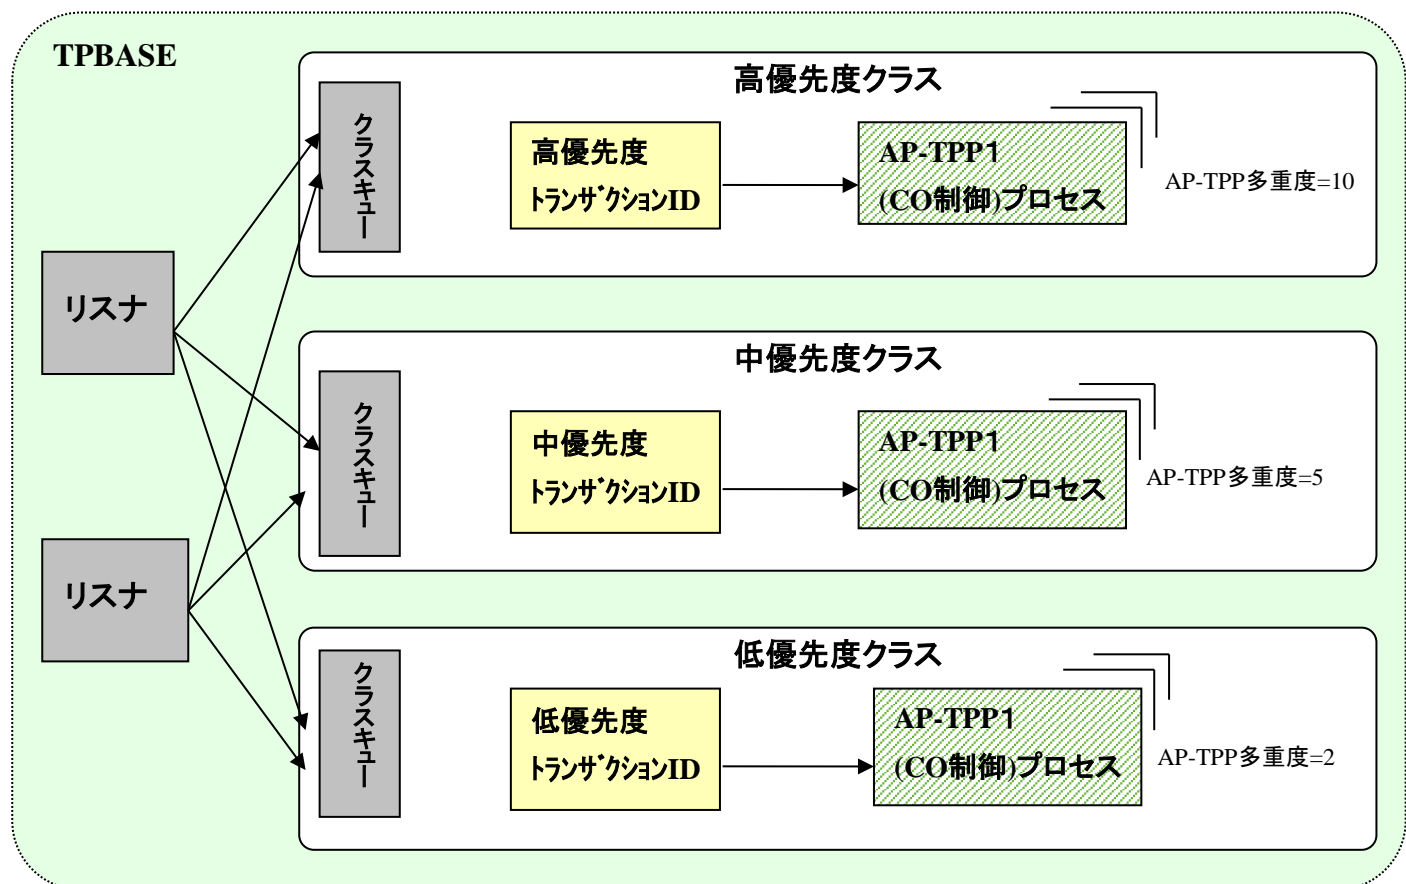 TPBASE
高優先度クラス
クラスキュー
高優先度
トランザクションID
AP-TPP1
(CO制御)プロセス
AP-TPP多重度=10
リスナ
中優先度クラス
クラスキュー
中優先度
トランザクションID
AP-TPP1
(CO制御)プロセス
AP-TPP多重度=5
リスナ
低優先度クラス
クラスキュー
低優先度
トランザクションID
AP-TPP1
(CO制御)プロセス
AP-TPP多重度=2